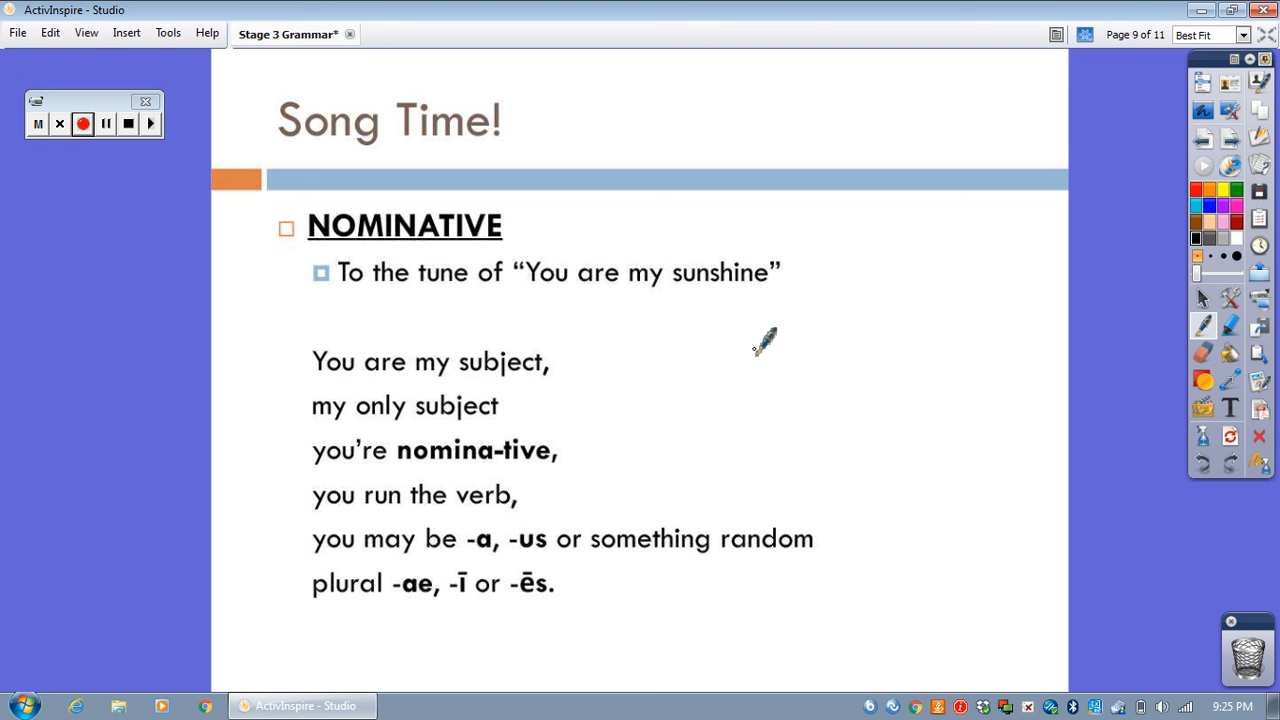 ActivInspire - Studio
File Edit View Insert Tools Help
Stage 3 Grammar*
Page 9 of 11
Best Fit
M
Song Time!
NOMINATIVE
To the tune of “You are my sunshine”
You are my subject,
my only subject
you’re nomina-tive,
you run the verb,
you may be -a, -us or something random
plural -ae, -ī or -ēs.
T
ActivInspire - Studio
9:25 PM